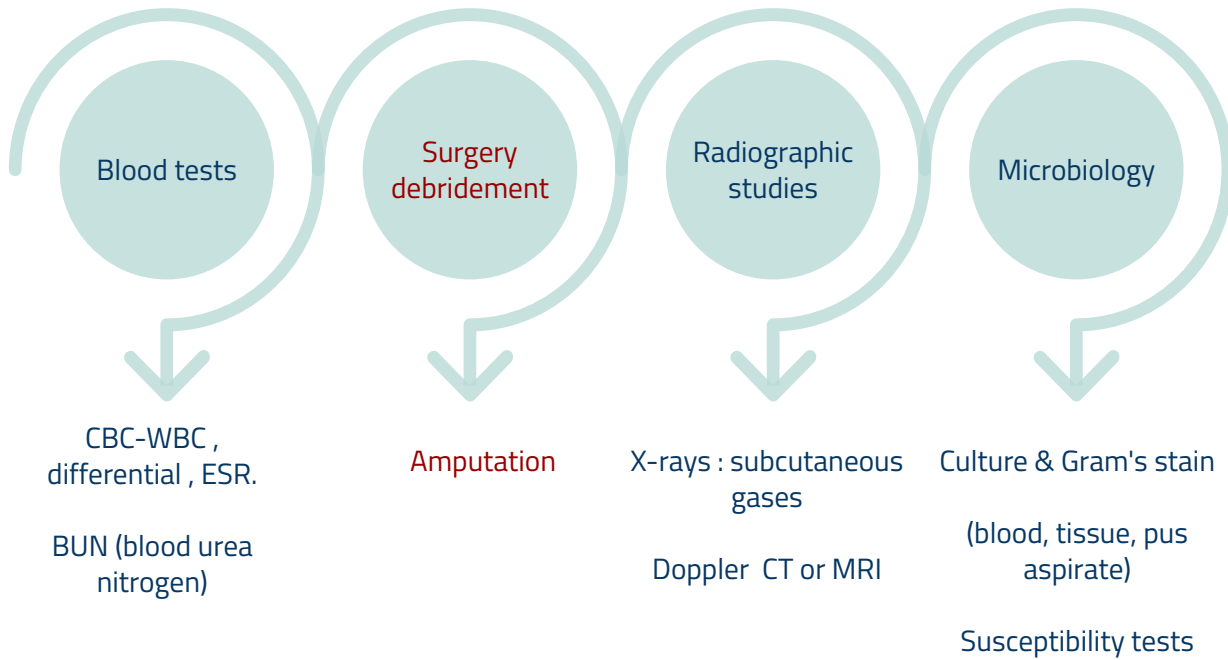 Blood tests
Surgery
debridement
Radiographic
studies
Microbiology
CBC-WBC ,
differential , ESR.
BUN (blood urea
nitrogen)
Amputation
X-rays : subcutaneous
gases
Doppler  CT or MRI
Culture & Gram's stain
(blood, tissue, pus
aspirate)
Susceptibility tests